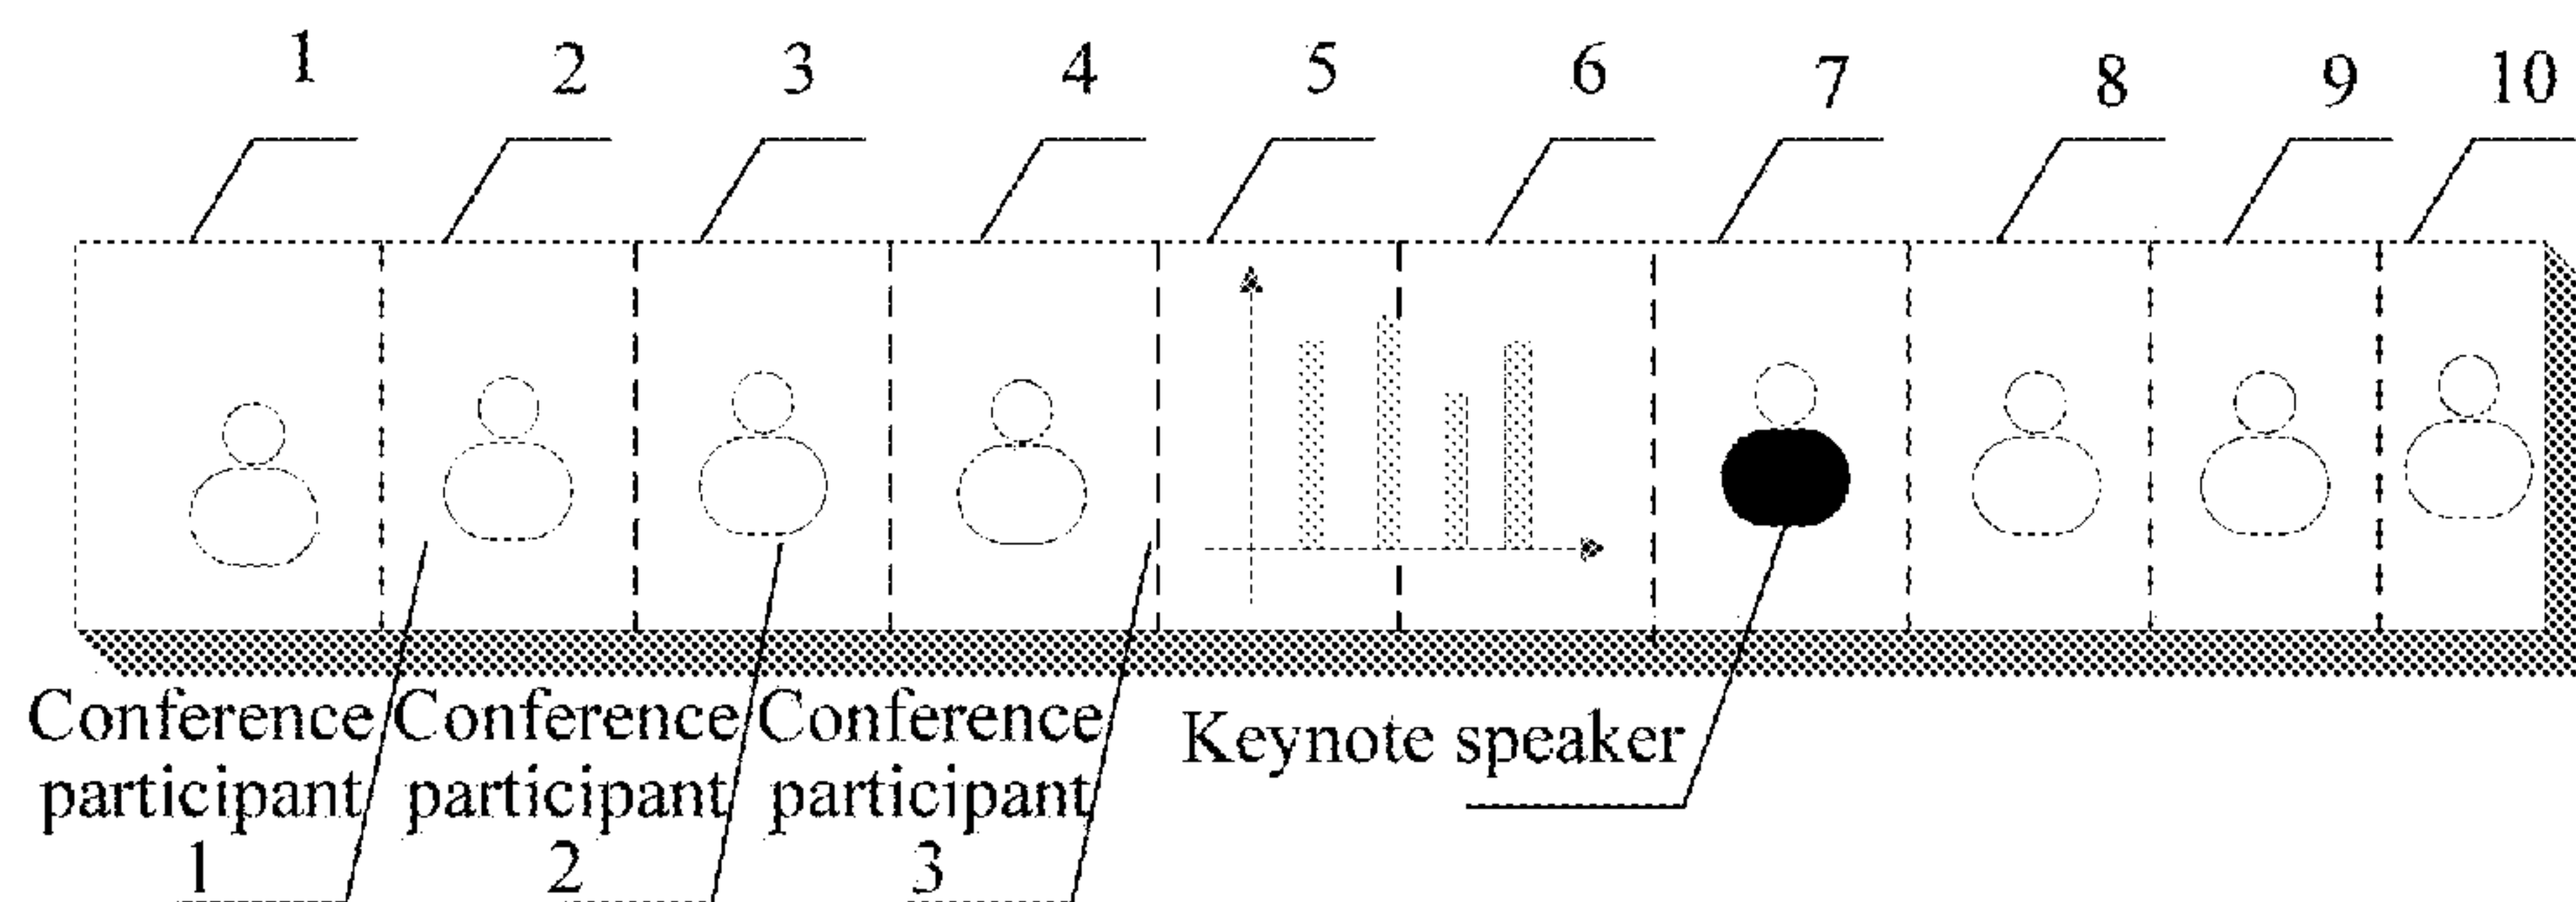 1 2 3 4 5 6 7 8 9 10
Conference participant 1
Conference participant 2
Conference participant 3
Keynote speaker